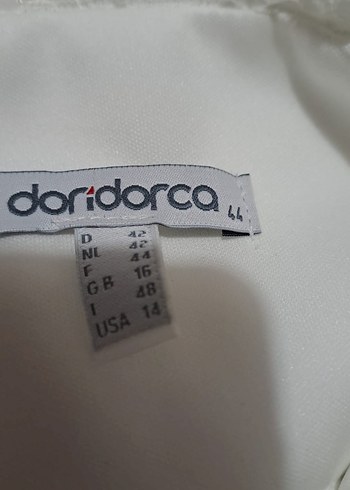 doridorca 44
D 42
NL 42
F 44
GB 16
I 48
USA 14